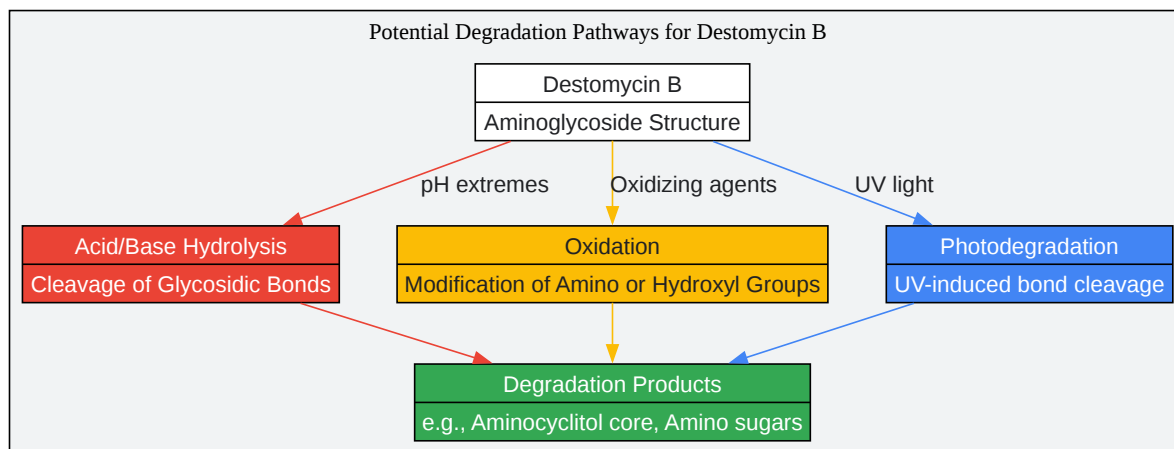 Potential Degradation Pathways for Destomycin B
Destomycin B
Aminoglycoside Structure
pH extremes
Oxidizing agents
UV light
Acid/Base Hydrolysis
Cleavage of Glycosidic Bonds
Oxidation
Modification of Amino or Hydroxyl Groups
Photodegradation
UV-induced bond cleavage
Degradation Products
e.g., Aminocyclitol core, Amino sugars